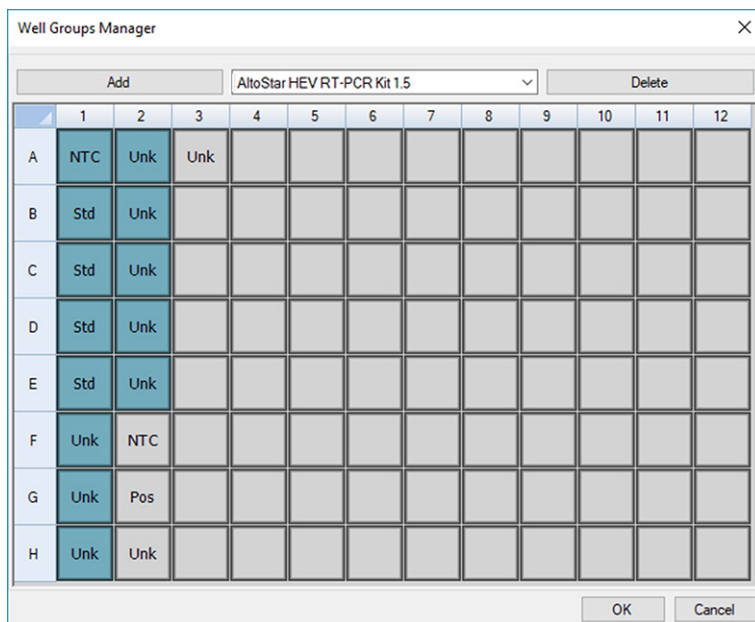 Well Groups Manager
Add AltoStar HEV RT-PCR Kit 1.5 Delete
1 2 3 4 5 6 7 8 9 10 11 12
A NTC Unk Unk
B Std Unk
C Std Unk
D Std Unk
E Std Unk
F Unk NTC
G Unk Pos
H Unk Unk
OK Cancel